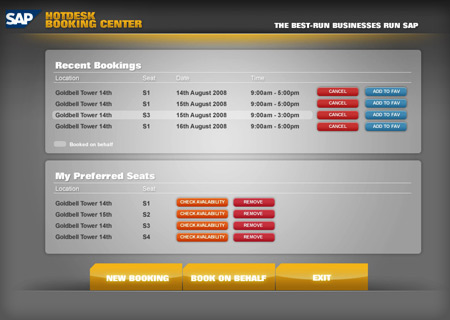 SAP HOTDESK
BOOKING CENTER THE BEST-RUN BUSINESSES RUN SAP
Recent Bookings
Location Seat Date Time
Goldbell Tower 14th S1 14th August 2008 9:00am - 5:00pm CANCEL ADD TO FAV
Goldbell Tower 15th S1 15th August 2008 9:00am - 5:00pm CANCEL ADD TO FAV
Goldbell Tower 14th S3 15th August 2008 9:00am - 3:00pm CANCEL ADD TO FAV
Goldbell Tower 14th S1 16th August 2008 9:00am - 5:00pm CANCEL ADD TO FAV
Booked on behalf
My Preferred Seats
Location Seat
Goldbell Tower 14th S1 CHECK AVALABILITY REMOVE
Goldbell Tower 15th S2 CHECK AVALABILITY REMOVE
Goldbell Tower 14th S3 CHECK AVALABILITY REMOVE
Goldbell Tower 14th S4 CHECK AVALABILITY REMOVE
NEW BOOKING BOOK ON BEHALF EXIT